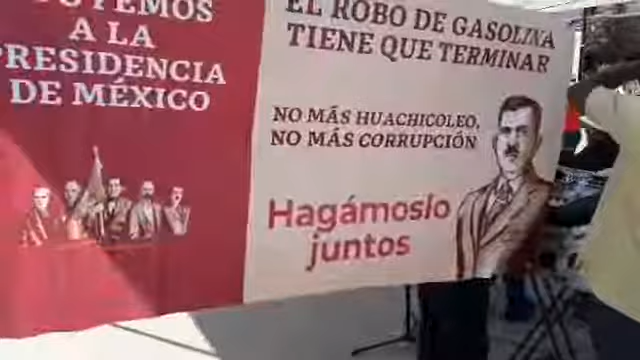 A LA
PRESIDENCIA
DE MÉXICO
EL ROBO DE GASOLINA
TIENE QUE TERMINAR
NO MÁS HUACHICOLEO,
NO MÁS CORRUPCIÓN
Hagámoslo
juntos